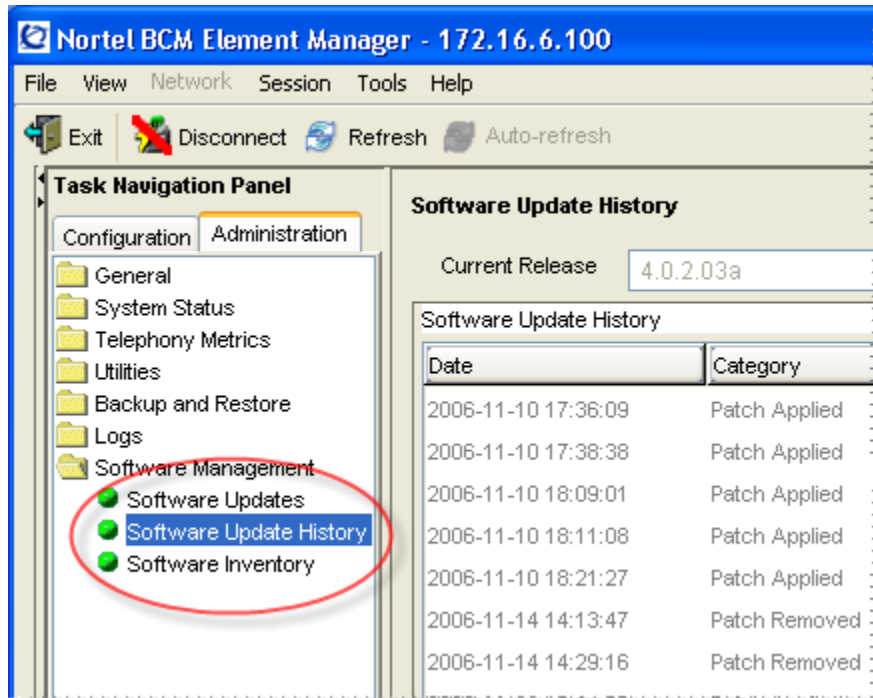 Nortel BCM Element Manager - 172.16.6.100
File View Network Session Tools Help
Exit Disconnect Refresh Auto-refresh
Task Navigation Panel
Configuration Administration
General
System Status
Telephony Metrics
Utilities
Backup and Restore
Logs
Software Management
Software Updates
Software Update History
Software Inventory
Software Update History
Current Release 4.0.2.03a
Software Update History
Date Category
2006-11-10 17:36:09 Patch Applied
2006-11-10 17:38:38 Patch Applied
2006-11-10 18:09:01 Patch Applied
2006-11-10 18:11:08 Patch Applied
2006-11-10 18:21:27 Patch Applied
2006-11-14 14:13:47 Patch Removed
2006-11-14 14:29:16 Patch Removed